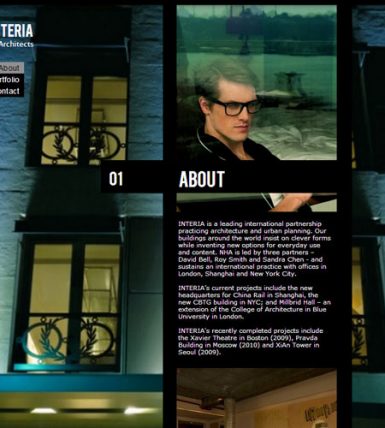 TERIA
Architects
About
rtfolio
ontact
01 ABOUT
INTERIA is a leading international partnership
practicing architecture and urban planning. Our
buildings around the world insist on clever forms
while inventing new options for everyday use
and content. NHA is led by three partners –
David Bell, Roy Smith and Sandra Chen – and
sustains an international practice with offices in
London, Shanghai and New York City.
INTERIA's current projects include the new
headquarters for China Rail in Shanghai, the
new CBTG building in NYC; and Millbrid Hall – an
extension of the College of Architecture in Blue
University in London.
INTERIA's recently completed projects include
the Xavier Theatre in Boston (2009), Pravda
Building in Moscow (2010) and XiAn Tower in
Seoul (2009).